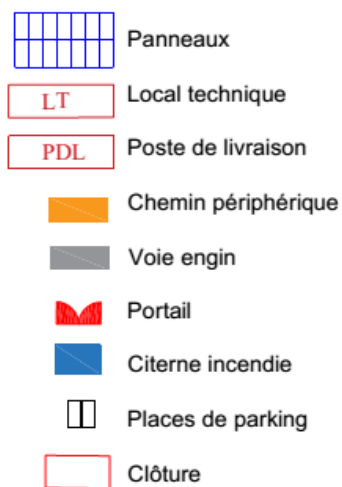 Panneaux
LT Local technique
PDL Poste de livraison
Chemin périphérique
Voie engin
Portail
Citerne incendie
Places de parking
Clôture